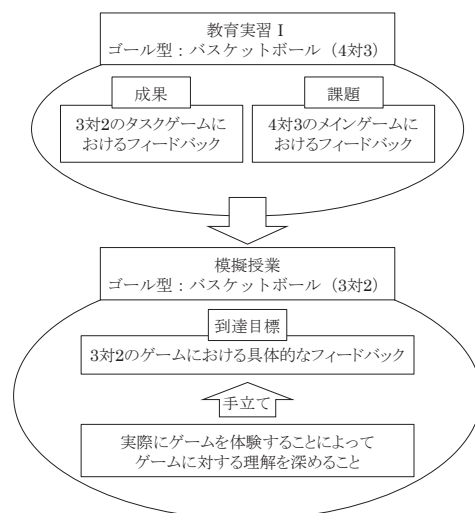 教育実習 I
ゴール型：バスケットボール（4対3）
成果
3対2のタスクゲームに
おけるフィードバック
課題
4対3のメインゲームに
おけるフィードバック
模擬授業
ゴール型：バスケットボール（3対2）
到達目標
3対2のゲームにおける具体的なフィードバック
手立て
実際にゲームを体験することによって
ゲームに対する理解を深めること